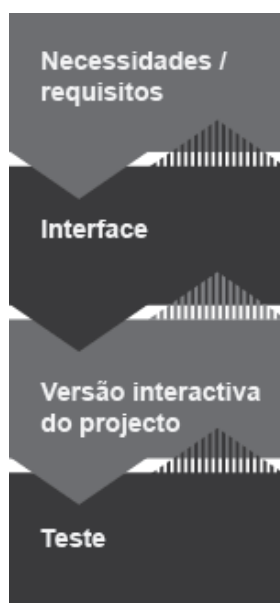 Necessidades /
requisitos
Interface
Versão interactiva
do projecto
Teste